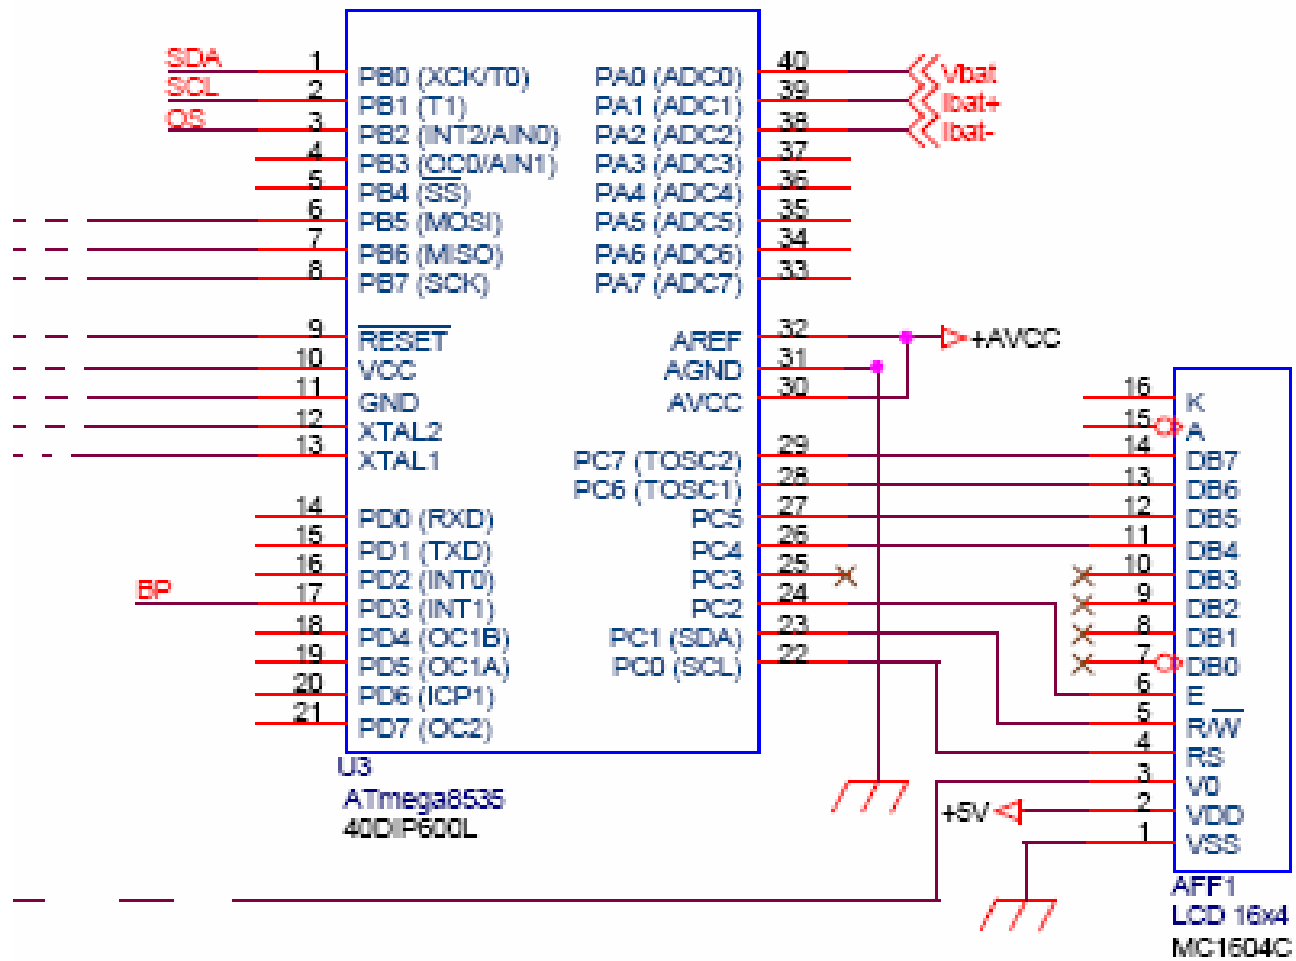 SDA 1 PB0 (XCK/T0) PA0 (ADC0) 40 Vbat
SCL 2 PB1 (T1) PA1 (ADC1) 39 Ibat+
OS 3 PB2 (INT2/AIN0) PA2 (ADC2) 38 Ibat-
4 PB3 (OC0/AIN1) PA3 (ADC3) 37
5 PB4 (SS) PA4 (ADC4) 36
6 PB5 (MOSI) PA5 (ADC5) 35
7 PB6 (MISO) PA6 (ADC6) 34
8 PB7 (SCK) PA7 (ADC7) 33
9 RESET AREF 32 +AVCC
10 VCC AGND 31
11 GND AVCC 30
12 XTAL2
13 XTAL1 PC7 (TOSC2) 29
PC6 (TOSC1) 28
14 PD0 (RXD) PC5 27
15 PD1 (TXD) PC4 26
16 PD2 (INT0) PC3 25
BP 17 PD3 (INT1) PC2 24
18 PD4 (OC1B) PC1 (SDA) 23
19 PD5 (OC1A) PC0 (SCL) 22
20 PD6 (ICP1)
21 PD7 (OC2)
U3
ATmega8535
40DIP600L
16 K
15 A
14 DB7
13 DB6
12 DB5
11 DB4
10 DB3
9 DB2
8 DB1
7 DB0
6 E
5 R/W
4 RS
3 V0
+5V 2 VDD
1 VSS
AFF1
LCD 16x4
MC1604C